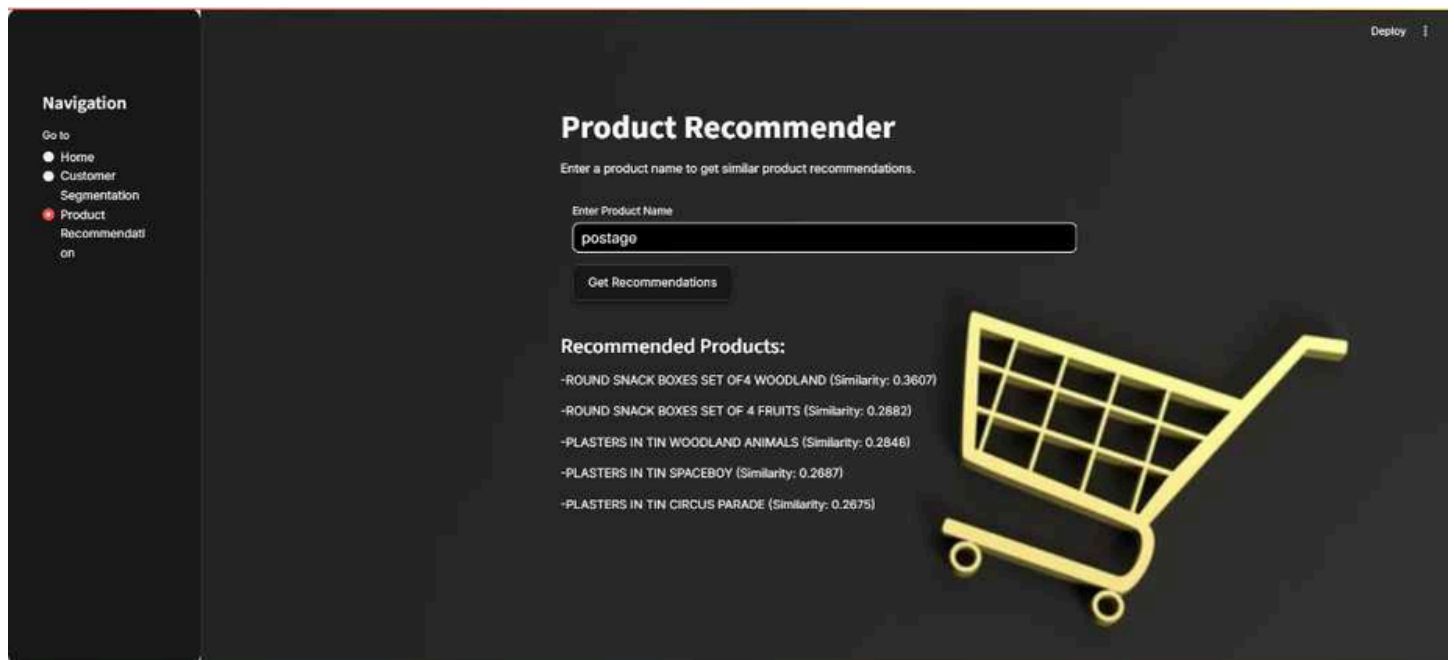 Deploy
Navigation
Go to
Home
Customer
Segmentation
Product
Recommendati
on
Product Recommender
Enter a product name to get similar product recommendations.
Enter Product Name
postage
Get Recommendations
Recommended Products:
-ROUND SNACK BOXES SET OF4 WOODLAND (Similarity: 0.3607)
-ROUND SNACK BOXES SET OF 4 FRUITS (Similarity: 0.2882)
-PLASTERS IN TIN WOODLAND ANIMALS (Similarity: 0.2846)
-PLASTERS IN TIN SPACEBOY (Similarity: 0.2687)
-PLASTERS IN TIN CIRCUS PARADE (Similarity: 0.2675)